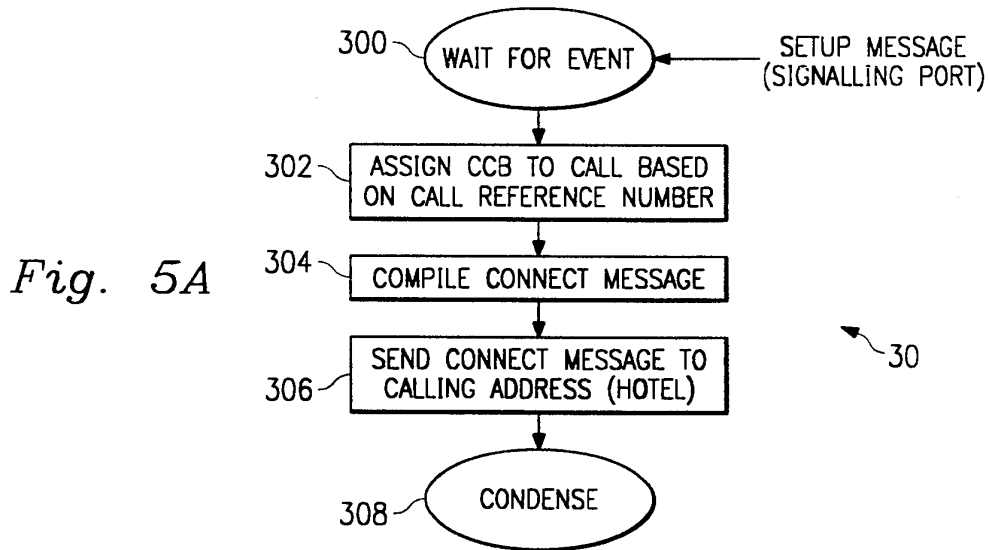 300
WAIT FOR EVENT
SETUP MESSAGE
(SIGNALLING PORT)
302
ASSIGN CCB TO CALL BASED
ON CALL REFERENCE NUMBER
Fig. 5A
304
COMPILE CONNECT MESSAGE
30
306
SEND CONNECT MESSAGE TO
CALLING ADDRESS (HOTEL)
308
CONDENSE